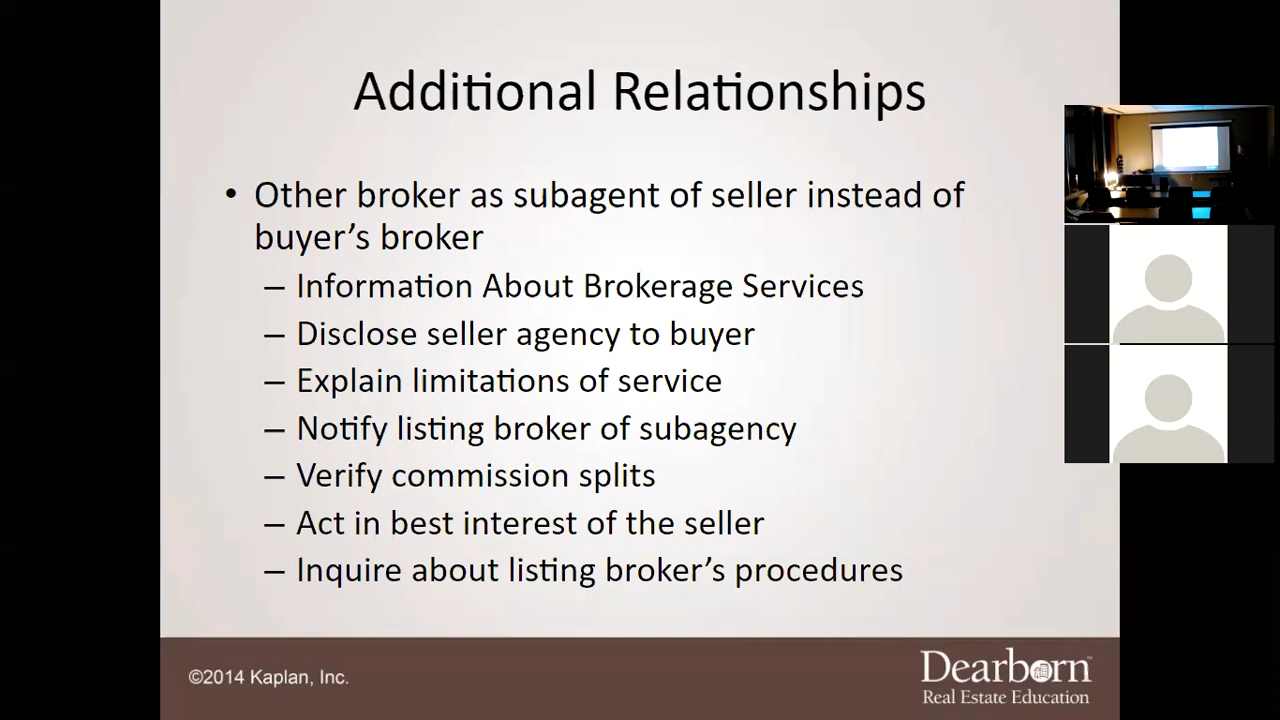 Additional Relationships
• Other broker as subagent of seller instead of
buyer's broker
– Information About Brokerage Services
– Disclose seller agency to buyer
– Explain limitations of service
– Notify listing broker of subagency
– Verify commission splits
– Act in best interest of the seller
– Inquire about listing broker's procedures
©2014 Kaplan, Inc.
Dearborn™
Real Estate Education